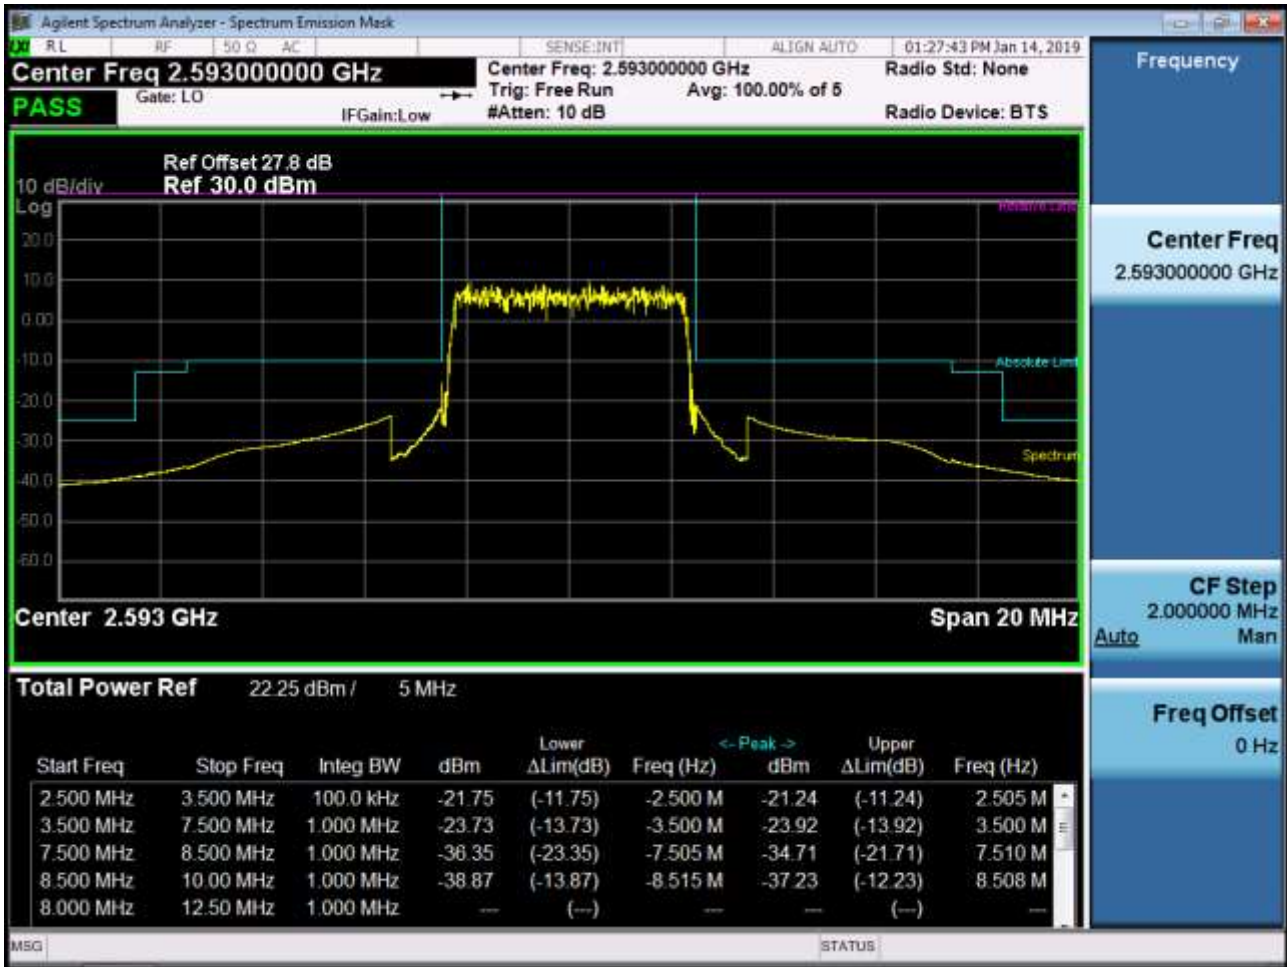 Agilent Spectrum Analyzer - Spectrum Emission Mask
LXI RL RF 50 Ω AC SENSE:INT ALIGN AUTO 01:27:43 PM Jan 14, 2019
Center Freq 2.593000000 GHz
Center Freq: 2.593000000 GHz Radio Std: None
PASS Gate: LO Trig: Free Run Avg: 100.00% of 5
IFGain:Low #Atten: 10 dB Radio Device: BTS
Ref Offset 27.8 dB
10 dB/div Ref 30.0 dBm
Log
Relative Limit
20.0
10.0
0.00
-10.0
Absolute Limit
-20.0
-30.0
Spectrum
-40.0
-50.0
-60.0
Center 2.593 GHz Span 20 MHz
Total Power Ref 22.25 dBm / 5 MHz
Lower <- Peak -> Upper
Start Freq Stop Freq Integ BW dBm ΔLim(dB) Freq (Hz) dBm ΔLim(dB) Freq (Hz)
2.500 MHz 3.500 MHz 100.0 kHz -21.75 (-11.75) -2.500 M -21.24 (-11.24) 2.505 M
3.500 MHz 7.500 MHz 1.000 MHz -23.73 (-13.73) -3.500 M -23.92 (-13.92) 3.500 M
7.500 MHz 8.500 MHz 1.000 MHz -36.35 (-23.35) -7.505 M -34.71 (-21.71) 7.510 M
8.500 MHz 10.00 MHz 1.000 MHz -38.87 (-13.87) -8.515 M -37.23 (-12.23) 8.508 M
8.000 MHz 12.50 MHz 1.000 MHz --- (---) --- --- (---) ---
MSG STATUS
Frequency
Center Freq
2.593000000 GHz
CF Step
2.000000 MHz
Auto Man
Freq Offset
0 Hz